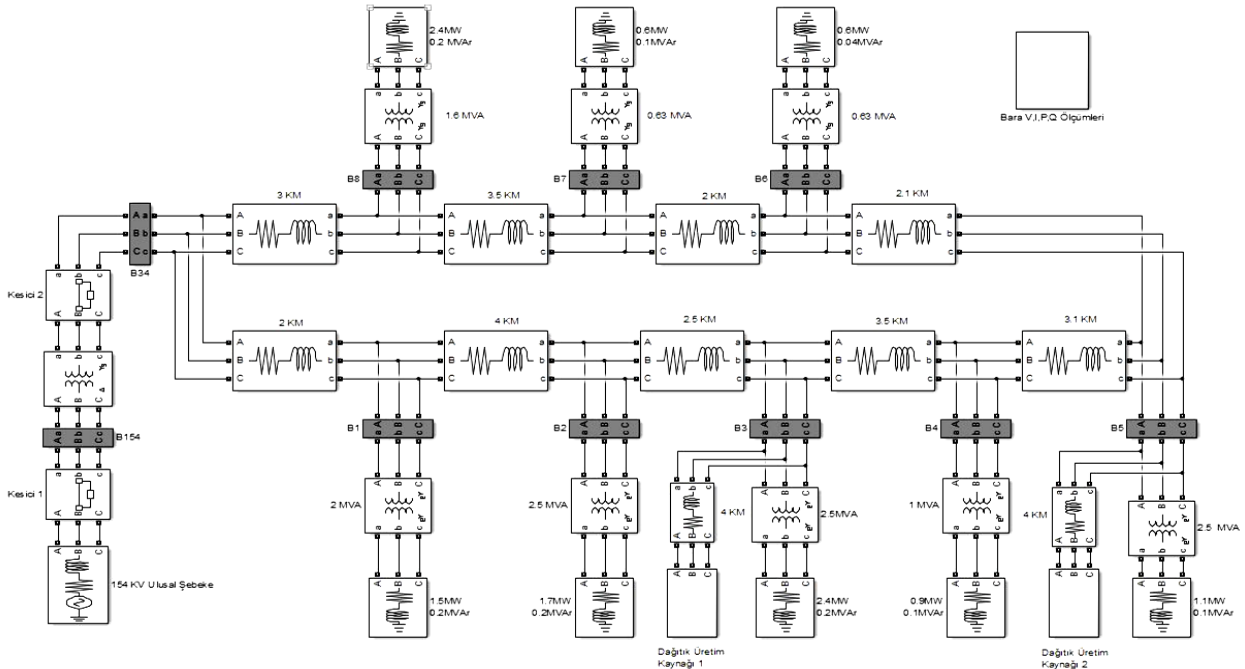 2.4MW
0.2 MVAr
0.6MW
0.1MVAr
0.6MW
0.04MVAr
1.6 MVA
0.63 MVA
0.63 MVA
Bara V,I,P,Q Ölçümleri
B8
B7
B6
3 KM
3.5 KM
2 KM
2.1 KM
B34
Kesici 2
2 KM
4 KM
2.5 KM
3.5 KM
3.1 KM
B154
B1
B2
B3
B4
B5
Kesici 1
2 MVA
2.5 MVA
4 KM
2.5MVA
1 MVA
4 KM
2.5 MVA
154 KV Ulusal Şebeke
1.5MW
0.2MVAr
1.7MW
0.2MVAr
2.4MW
0.2MVAr
0.9MW
0.1MVAr
1.1MW
0.1MVAr
Dağıtık Üretim
Kaynağı 1
Dağıtık Üretim
Kaynağı 2